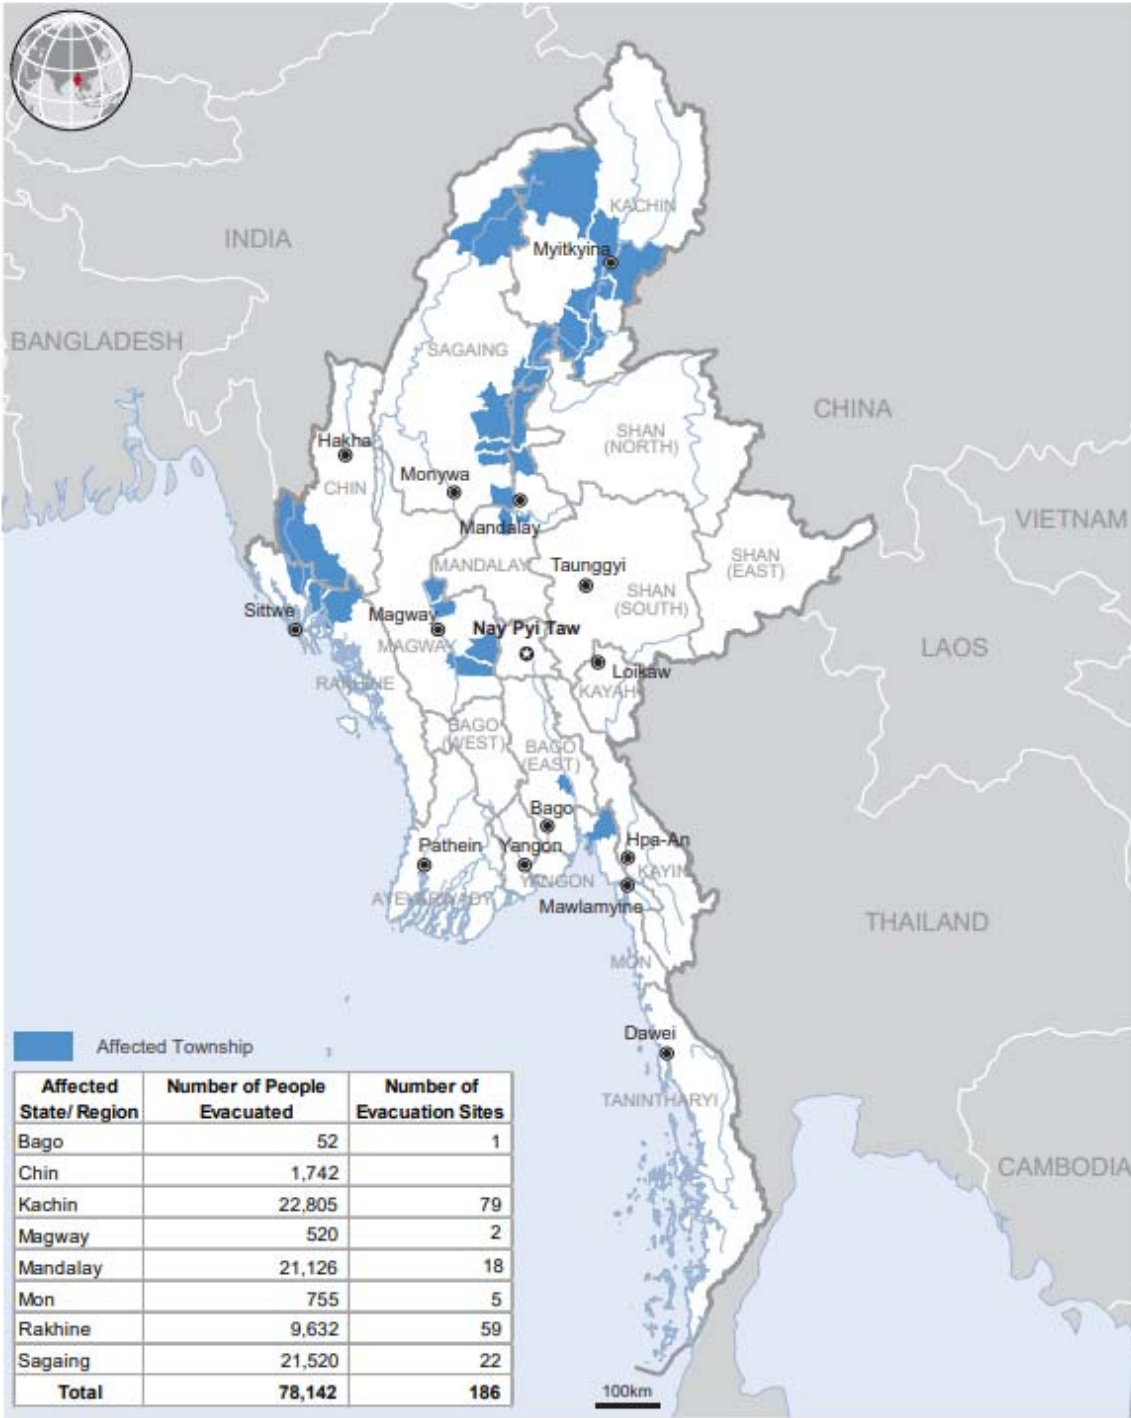 KACHIN
INDIA
Myitkyina
BANGLADESH
SAGAING
CHINA
SHAN
(NORTH)
Hakha
Monywa
CHIN
VIETNAM
Mandalay
SHAN
(EAST)
MANDALAY
Taunggyi
SHAN
(SOUTH)
Sittwe
Magway
Nay Pyi Taw
MAGWAY
LAOS
Loikaw
RAKHINE
KAYAH
BAGO
(WEST)
BAGO
(EAST)
Bago
Pathein
Yangon
Hpa-An
KAYIN
YANGON
AYEYARWADY
Mawlamyine
THAILAND
MON
Dawei
TANINTHARYI
CAMBODIA
Affected Township
Affected State/ Region Number of People Evacuated Number of Evacuation Sites
Bago 52 1
Chin 1,742
Kachin 22,805 79
Magway 520 2
Mandalay 21,126 18
Mon 755 5
Rakhine 9,632 59
Sagaing 21,520 22
Total 78,142 186
100km